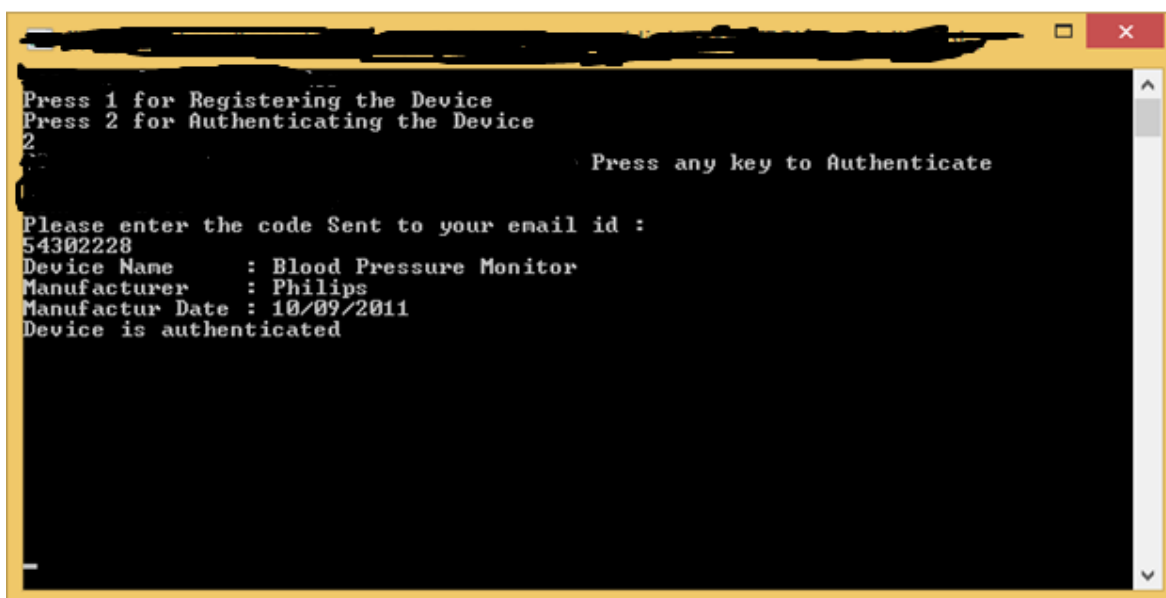 Press 1 for Registering the Device
Press 2 for Authenticating the Device
2
Press any key to Authenticate
Please enter the code Sent to your email id :
54302228
Device Name     : Blood Pressure Monitor
Manufacturer    : Philips
Manufactur Date : 10/09/2011
Device is authenticated